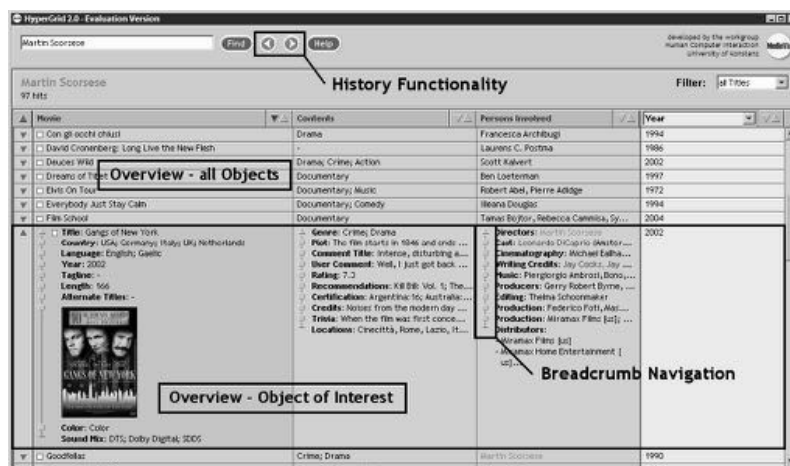 HyperGrid 2.0 - Evaluation Version
Martin Scorsese Find Help
developed by the workgroup
Human Computer Interaction
University of Konstanz
History Functionality
Martin Scorsese
97 hits
Filter: all Titles
Movie Contents Persons Involved Year
Con gli occhi chiusi Drama Francesca Archibugi 1994
David Cronenberg: Long Live the New Flesh - Laurens C. Postma 1986
Deuces Wild Drama; Crime; Action Scott Kalvert 2002
Dreams of Tibet Documentary Ben Loeterman 1997
Overview - all Objects
Elvis On Tour Documentary; Music Robert Abel, Pierre Adidge 1972
Everybody Just Stay Calm Documentary; Comedy Illeana Douglas 1994
Film School Documentary Tamas Bojtor, Rebecca Cammisa, Sy... 2004
Title: Gangs of New York Genre: Crime; Drama Directors: Martin Scorsese 2002
Country: USA; Germany; Italy; UK; Netherlands Plot: The film starts in 1846 and ends ... Cast: Leonardo DiCaprio
Language: English; Gaelic Comment Title: Intense, disturbing a... Cinematography: Michael
Year: 2002 User Comment: Well, I just got back ... Writing Credits: Jay Cocks, Jay
Tagline: - Rating: 7.3 Music: Piergiorgio Ambrosi, Bono,...
Length: 166 Recommendations: Kill Bill: Vol. 1; The... Producers: Gerry Robert Byrne, ...
Alternate Titles: - Certification: Argentina: 16; Australia:... Editing: Thelma Schoonmaker
Credits: Noises from the modern day ... Production: Federico Foti, Mas...
Trivia: When the film was first conce... Production: Miramax Films [us]; ...
Locations: Cinecittà, Rome, Lazio, It... Distributors:
- Miramax Films [us]
- Miramax Home Entertainment [
us]...
GANGS OF NEW YORK
Breadcrumb Navigation
Overview - Object of Interest
Color: Color
Sound Mix: DTS; Dolby Digital; SDDS
Goodfellas Crime; Drama Martin Scorsese 1990